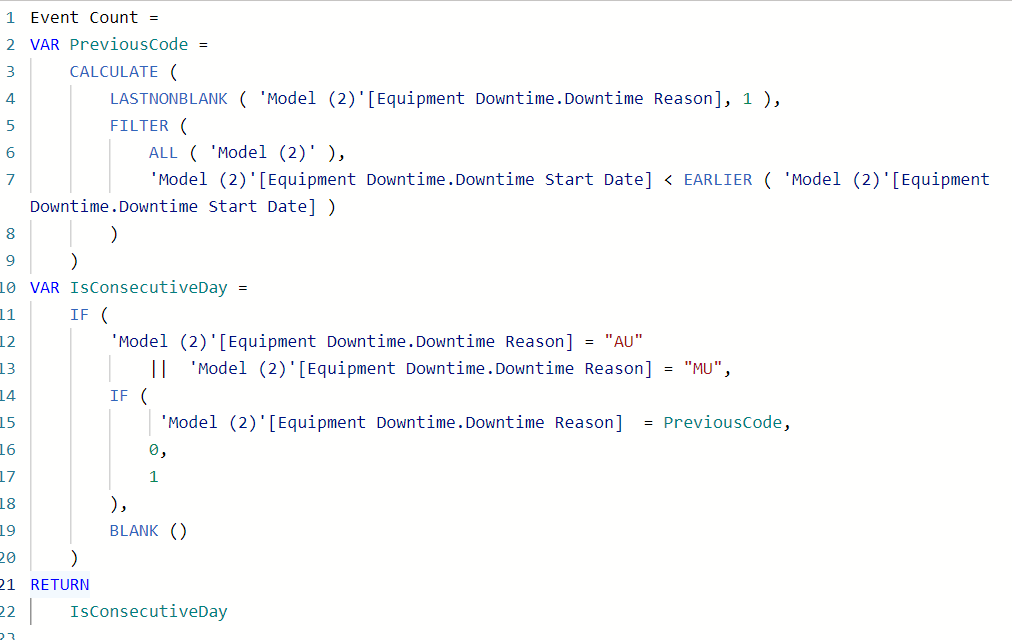 1 Event Count =
2 VAR PreviousCode =
3 CALCULATE (
4 LASTNONBLANK ( 'Model (2)'[Equipment Downtime.Downtime Reason], 1 ),
5 FILTER (
6 ALL ( 'Model (2)' ),
7 'Model (2)'[Equipment Downtime.Downtime Start Date] < EARLIER ( 'Model (2)'[Equipment
Downtime.Downtime Start Date] )
8 )
9 )
10 VAR IsConsecutiveDay =
11 IF (
12 'Model (2)'[Equipment Downtime.Downtime Reason] = "AU"
13 || 'Model (2)'[Equipment Downtime.Downtime Reason] = "MU",
14 IF (
15 'Model (2)'[Equipment Downtime.Downtime Reason]  = PreviousCode,
16 0,
17 1
18 ),
19 BLANK ()
20 )
21 RETURN
22 IsConsecutiveDay
23